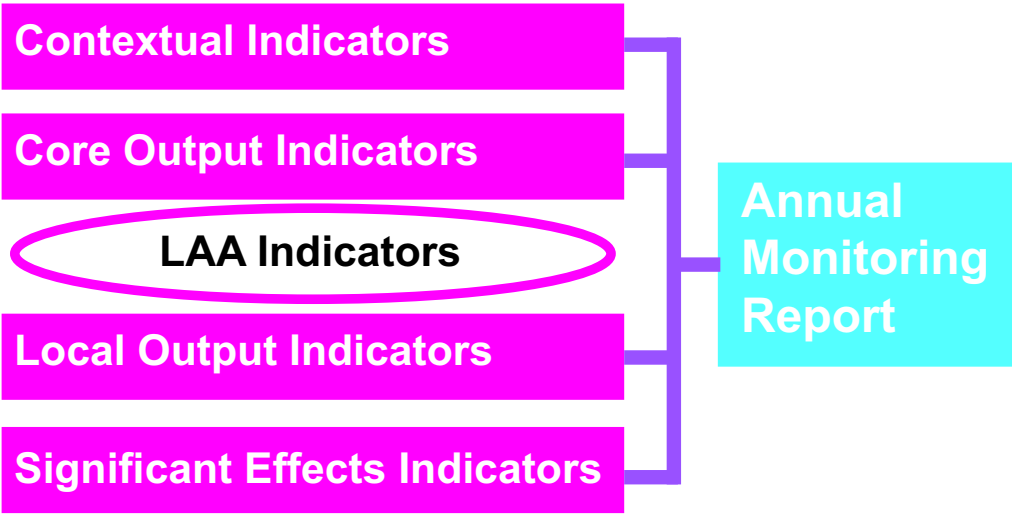 Contextual Indicators
Core Output Indicators
LAA Indicators
Local Output Indicators
Significant Effects Indicators
Annual
Monitoring
Report